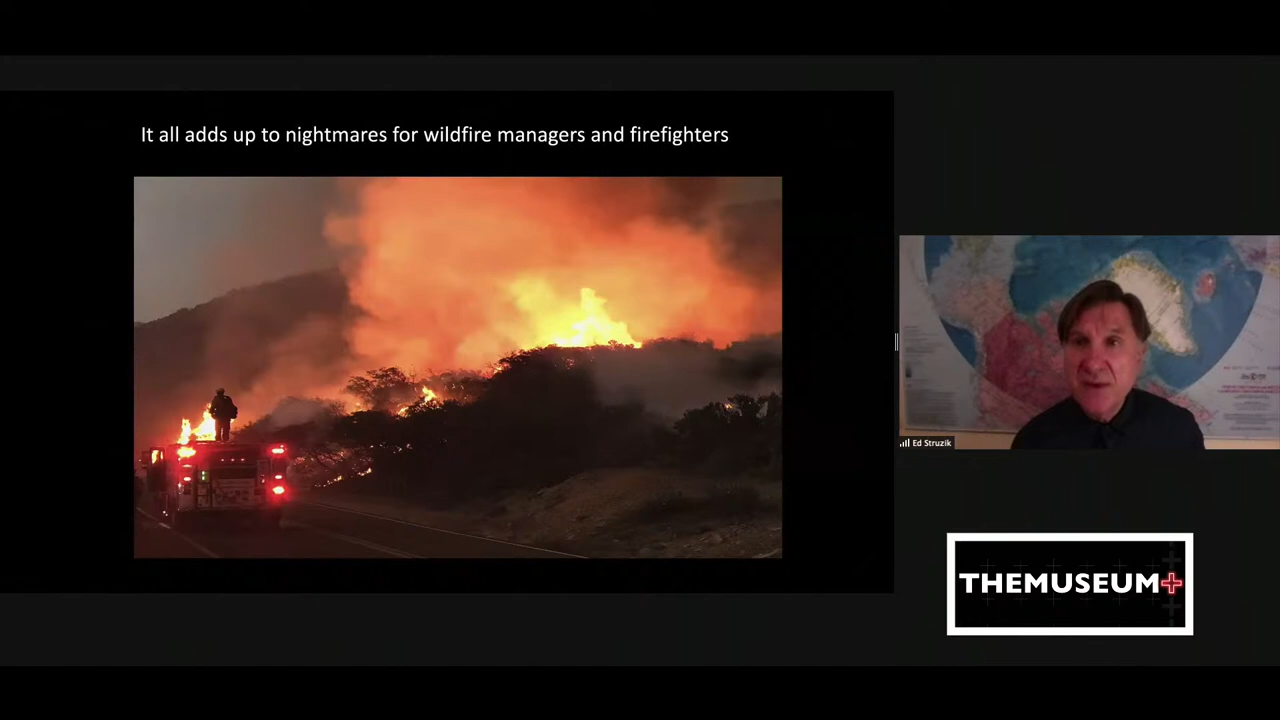 It all adds up to nightmares for wildfire managers and firefighters
Ed Struzik
THEMUSEUM+